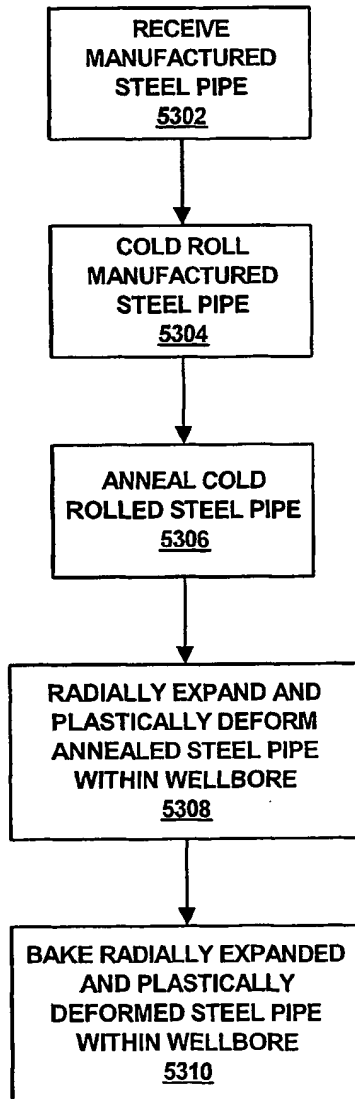 RECEIVE
MANUFACTURED
STEEL PIPE
5302
COLD ROLL
MANUFACTURED
STEEL PIPE
5304
ANNEAL COLD
ROLLED STEEL PIPE
5306
RADIALLY EXPAND AND
PLASTICALLY DEFORM
ANNEALED STEEL PIPE
WITHIN WELLBORE
5308
BAKE RADIALLY EXPANDED
AND PLASTICALLY
DEFORMED STEEL PIPE
WITHIN WELLBORE
5310